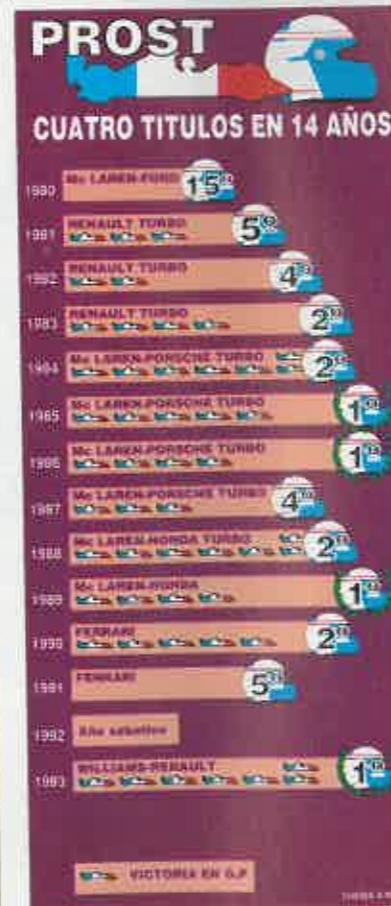 PROST
CUATRO TITULOS EN 14 AÑOS
1980 Mc LAREN-FORD 15º
1981 RENAULT TURBO 5º
1982 RENAULT TURBO 4º
1983 RENAULT TURBO 2º
1984 Mc LAREN-PORSCHE TURBO 2º
1985 Mc LAREN-PORSCHE TURBO 1º
1986 Mc LAREN-PORSCHE TURBO 1º
1987 Mc LAREN-PORSCHE TURBO 4º
1988 Mc LAREN-HONDA TURBO 2º
1989 Mc LAREN-HONDA 1º
1990 FERRARI 2º
1991 FERRARI 5º
1992 Año sabático
1993 WILLIAMS-RENAULT 1º
VICTORIA EN G.P